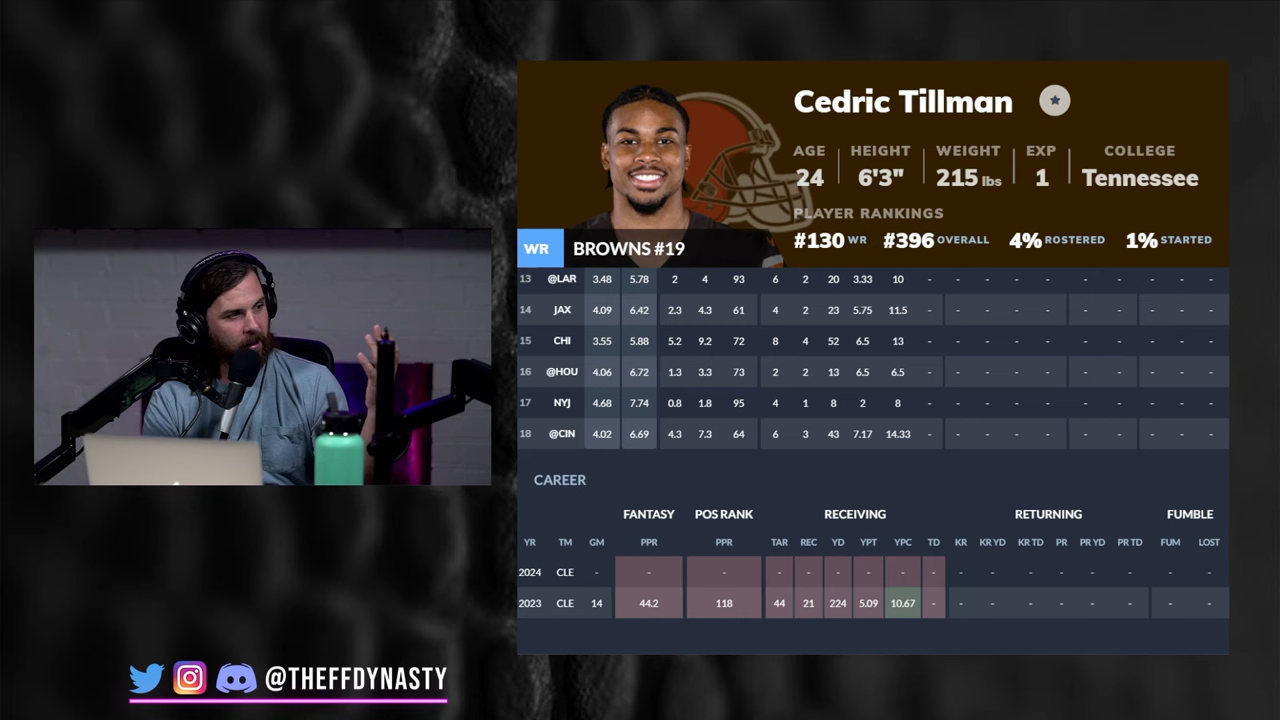 Cedric Tillman
AGE HEIGHT WEIGHT EXP COLLEGE
24 6'3" 215 lbs 1 Tennessee
PLAYER RANKINGS
#130 WR #396 OVERALL 4% ROSTERED 1% STARTED
WR BROWNS #19
13 @LAR 3.48 5.78 2 4 93 6 2 20 3.33 10 - - - - - - - - - -
14 JAX 4.09 6.42 2.3 4.3 61 4 2 23 5.75 11.5 - - - - - - - - - -
15 CHI 3.55 5.88 5.2 9.2 72 8 4 52 6.5 13 - - - - - - - - - -
16 @HOU 4.06 6.72 1.3 3.3 73 2 2 13 6.5 6.5 - - - - - - - - - -
17 NYJ 4.68 7.74 0.8 1.8 95 4 1 8 2 8 - - - - - - - - - -
18 @CIN 4.02 6.69 4.3 7.3 64 6 3 43 7.17 14.33 - - - - - - - - - -
CAREER
FANTASY POS RANK RECEIVING RETURNING FUMBLE
YR TM GM PPR PPR TAR REC YD YPT YPC TD KR KR YD KR TD PR PR YD PR TD FUM LOST
2024 CLE - - - - - - - - - - - - - - - - -
2023 CLE 14 44.2 118 44 21 224 5.09 10.67 - - - - - - - - -
@THEFFDYNASTY